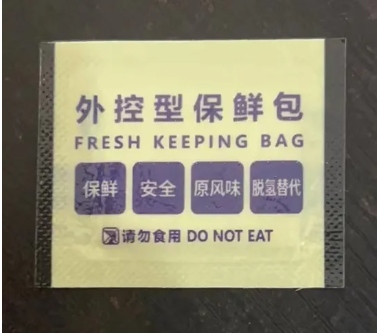 外控型保鲜包
FRESH KEEPING BAG
保鲜 安全 原风味 脱氢替代
请勿食用 DO NOT EAT